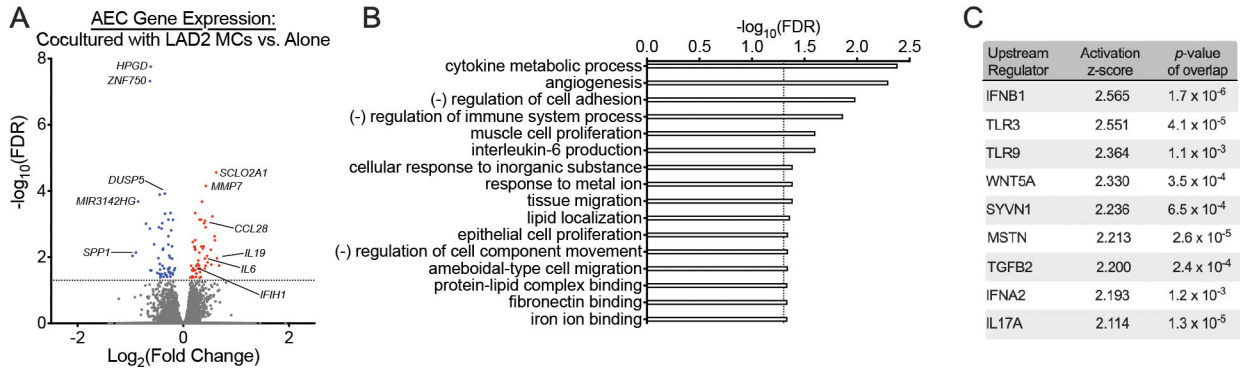 A
AEC Gene Expression:
Cocultured with LAD2 MCs vs. Alone
-log10(FDR)
8
6
4
2
0
HPGD
ZNF750
DUSP5
MIR3142HG
SPP1
SCLO2A1
MMP7
CCL28
IL19
IL6
IFIH1
-2 0 2
Log2(Fold Change)
B
-log10(FDR)
0.0 0.5 1.0 1.5 2.0 2.5
cytokine metabolic process
angiogenesis
(-) regulation of cell adhesion
(-) regulation of immune system process
muscle cell proliferation
interleukin-6 production
cellular response to inorganic substance
response to metal ion
tissue migration
lipid localization
epithelial cell proliferation
(-) regulation of cell component movement
ameboidal-type cell migration
protein-lipid complex binding
fibronectin binding
iron ion binding
C
Upstream Activation p-value
Regulator z-score of overlap
IFNB1 2.565 1.7 x 10-6
TLR3 2.551 4.1 x 10-5
TLR9 2.364 1.1 x 10-3
WNT5A 2.330 3.5 x 10-4
SYVN1 2.236 6.5 x 10-4
MSTN 2.213 2.6 x 10-5
TGFB2 2.200 2.4 x 10-4
IFNA2 2.193 1.2 x 10-3
IL17A 2.114 1.3 x 10-5